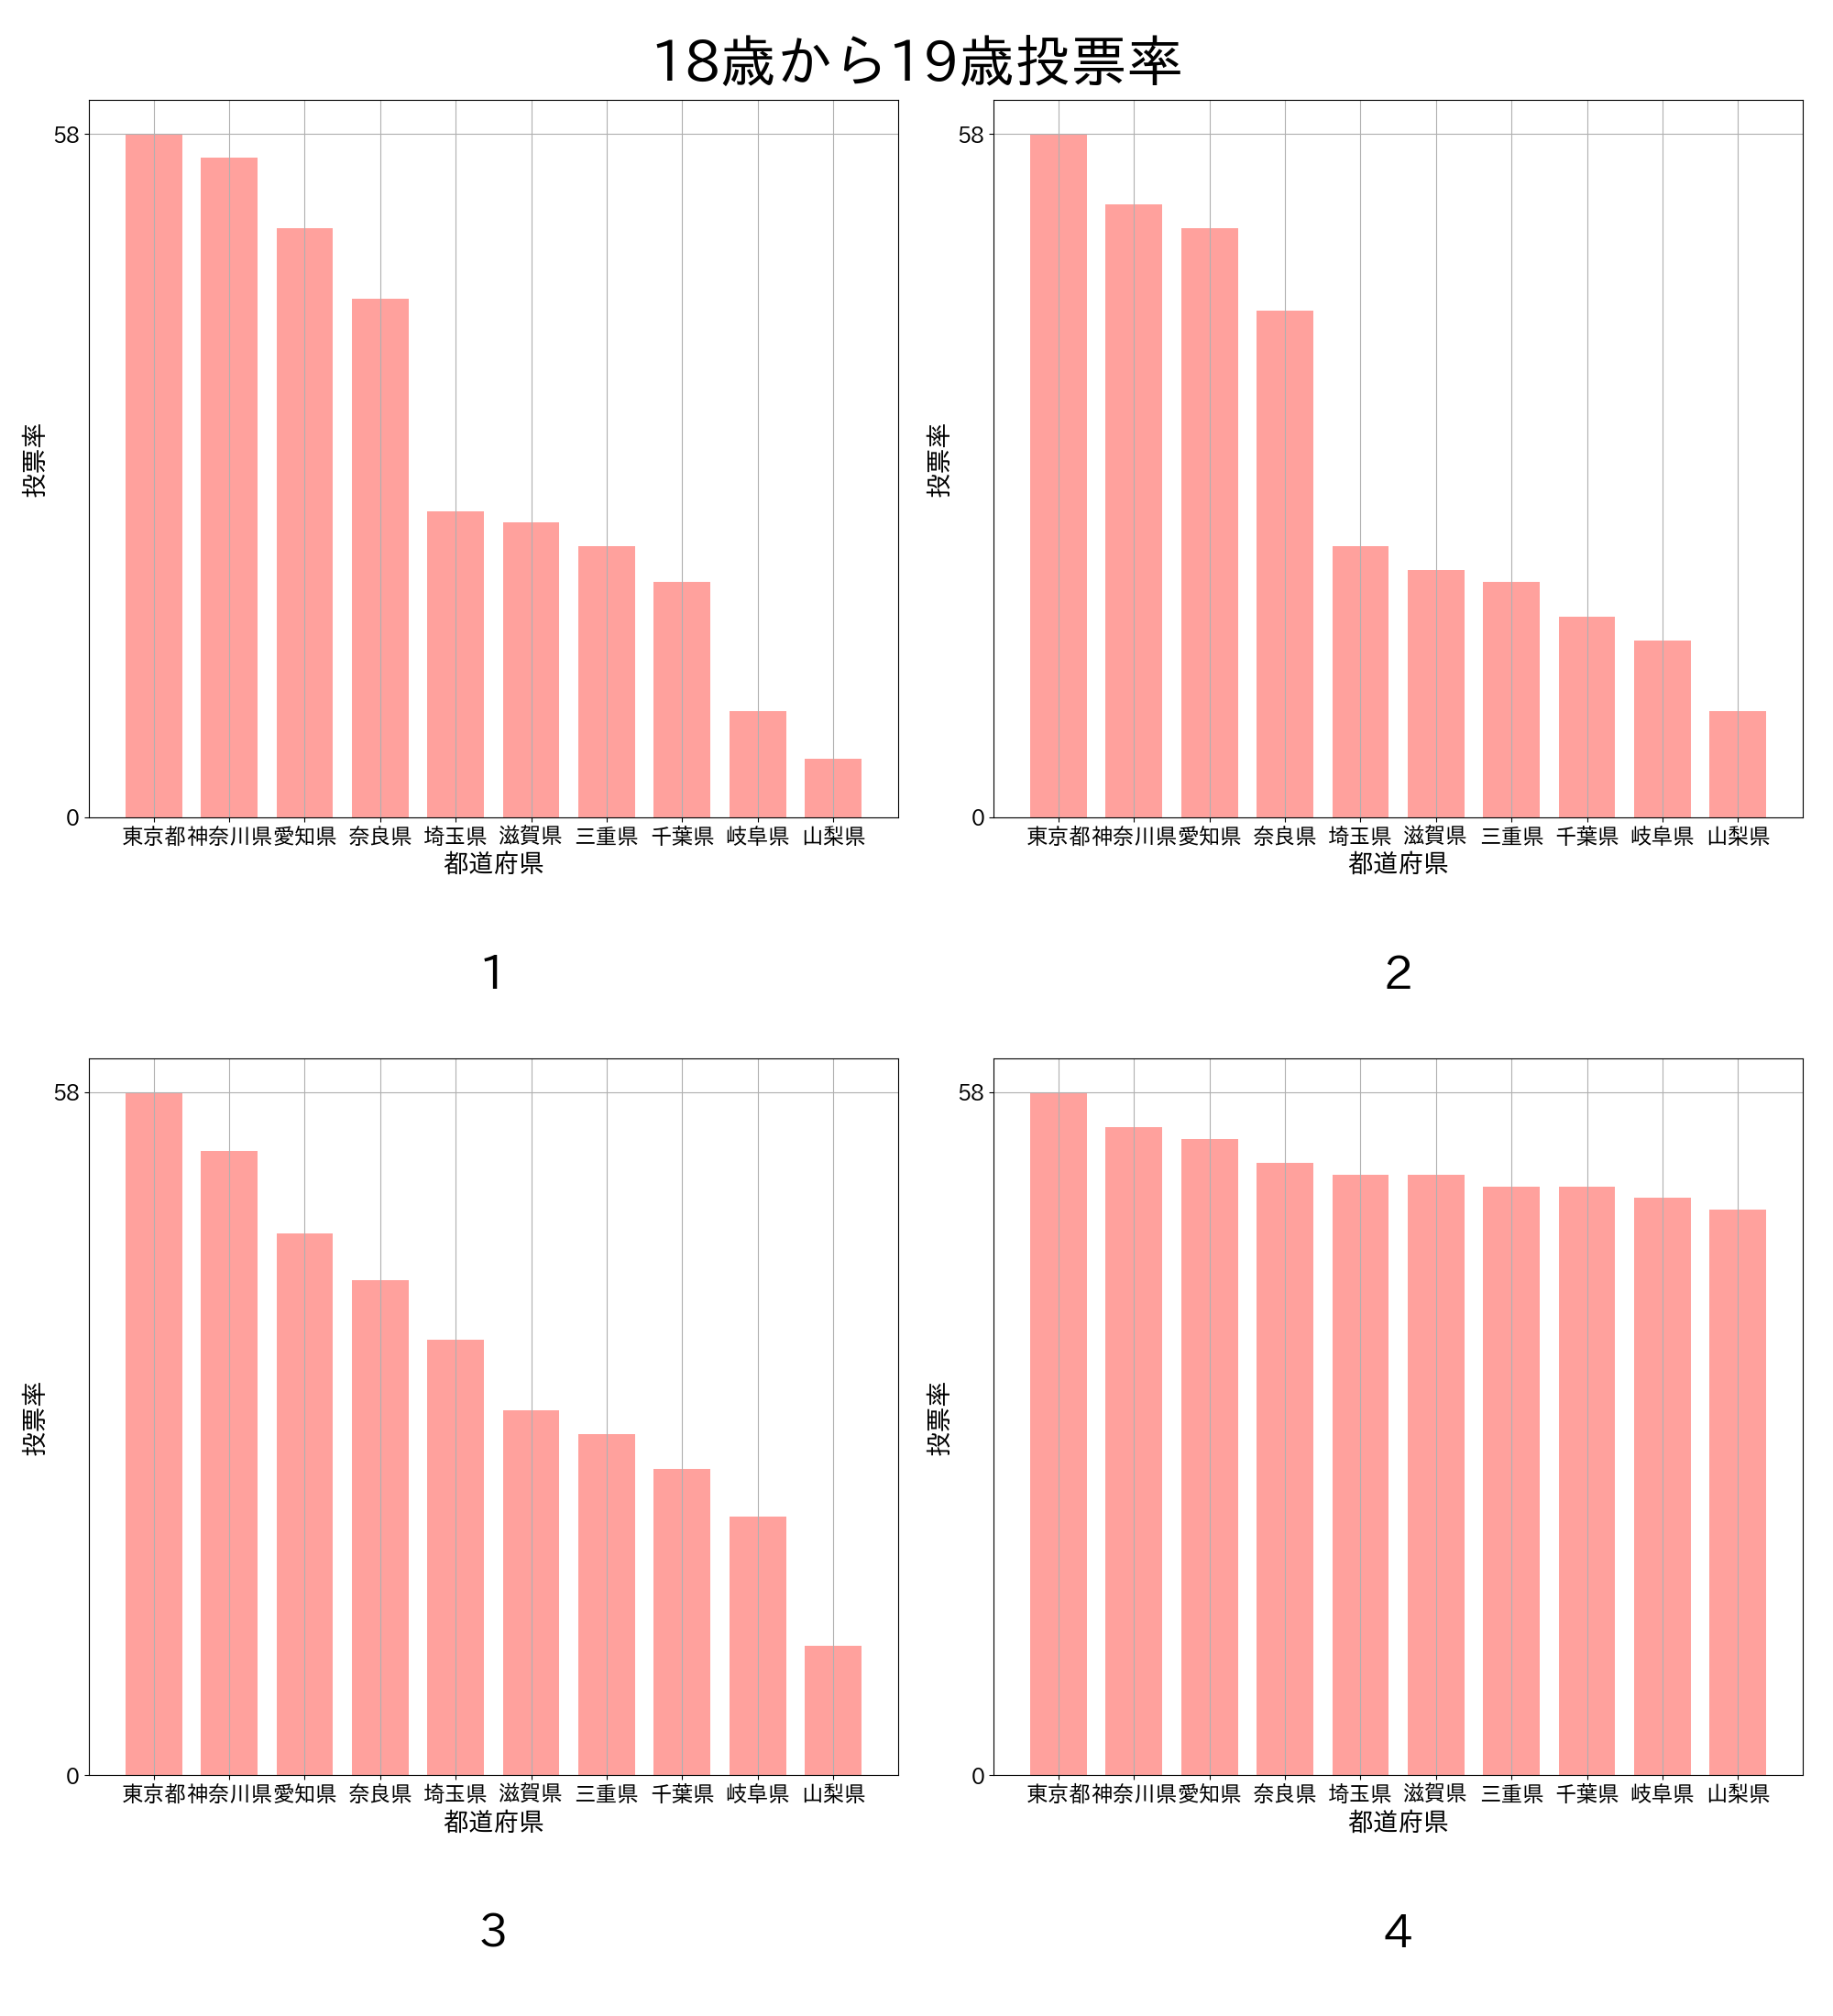 18歳から19歳投票率
58
0
投票率
東京都 神奈川県 愛知県 奈良県 埼玉県 滋賀県 三重県 千葉県 岐阜県 山梨県
都道府県
1
58
0
投票率
東京都 神奈川県 愛知県 奈良県 埼玉県 滋賀県 三重県 千葉県 岐阜県 山梨県
都道府県
2
58
0
投票率
東京都 神奈川県 愛知県 奈良県 埼玉県 滋賀県 三重県 千葉県 岐阜県 山梨県
都道府県
3
58
0
投票率
東京都 神奈川県 愛知県 奈良県 埼玉県 滋賀県 三重県 千葉県 岐阜県 山梨県
都道府県
4